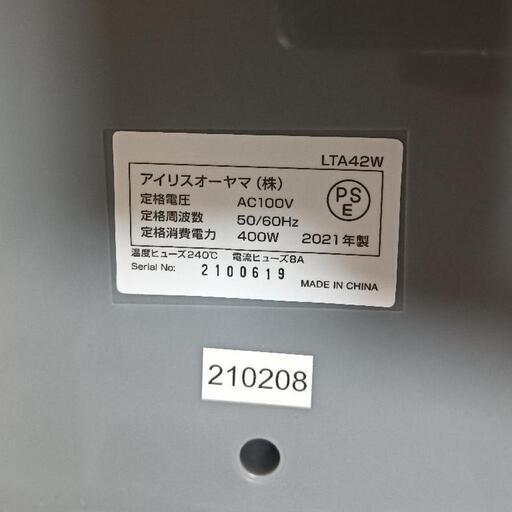 LTA42W
アイリスオーヤマ(株)
定格電圧 AC100V
定格周波数 50/60Hz
定格消費電力 400W 2021年製
PS
E
温度ヒューズ240℃ 電流ヒューズ8A
Serial No: 2100619
MADE IN CHINA
210208